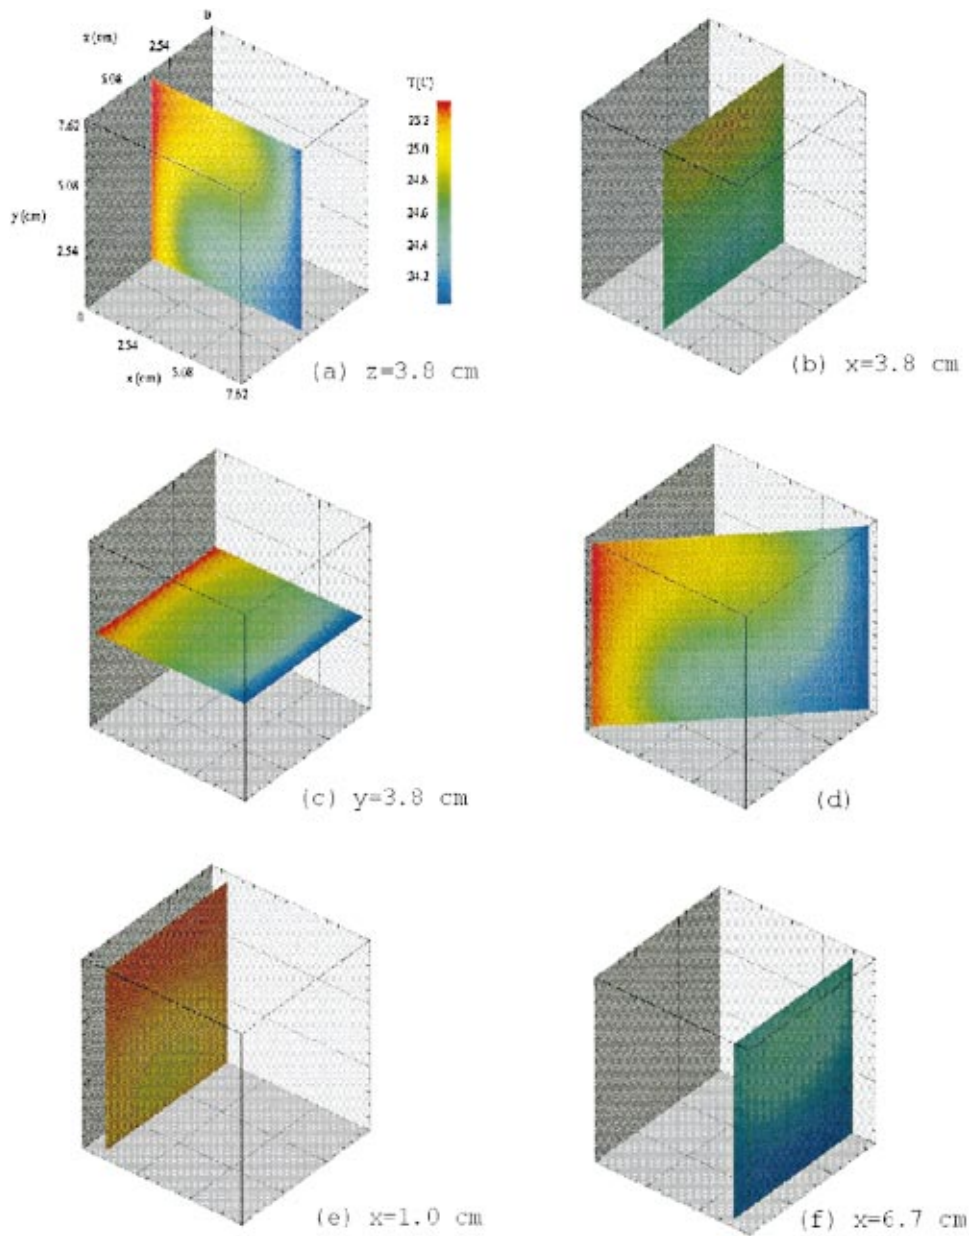 0
z (cm)
2.54
5.08
7.62
5.08
y (cm)
2.54
0
2.54
x (cm)
5.08
7.62
T(C)
25.2
25.0
24.8
24.6
24.4
24.2
(a) z=3.8 cm
(b) x=3.8 cm
(c) y=3.8 cm
(d)
(e) x=1.0 cm
(f) x=6.7 cm